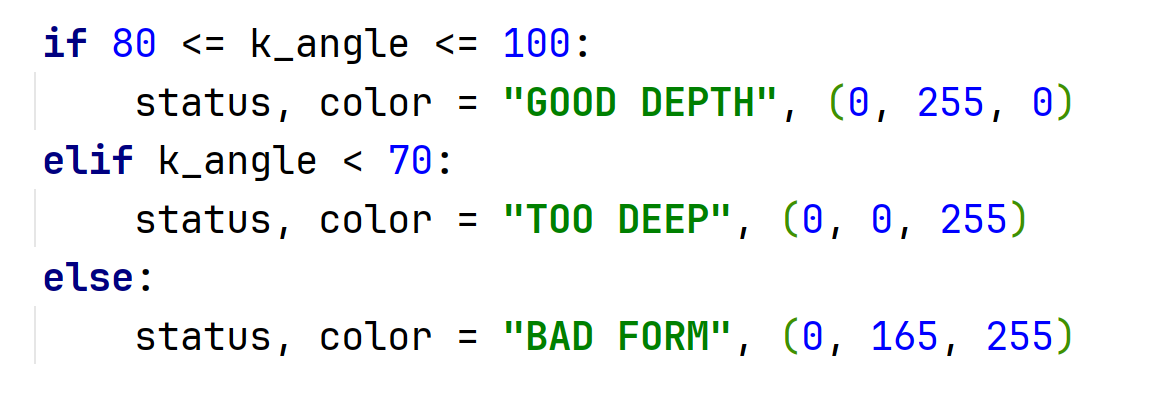 if 80 <= k_angle <= 100:
    status, color = "GOOD DEPTH", (0, 255, 0)
elif k_angle < 70:
    status, color = "TOO DEEP", (0, 0, 255)
else:
    status, color = "BAD FORM", (0, 165, 255)